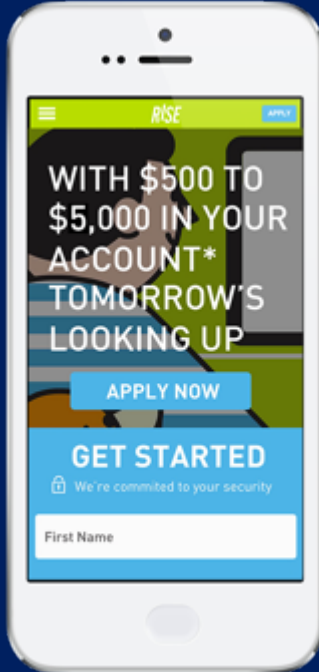 RISE
APPLY
WITH $500 TO
$5,000 IN YOUR
ACCOUNT*
TOMORROW'S
LOOKING UP
APPLY NOW
GET STARTED
We're commited to your security
First Name